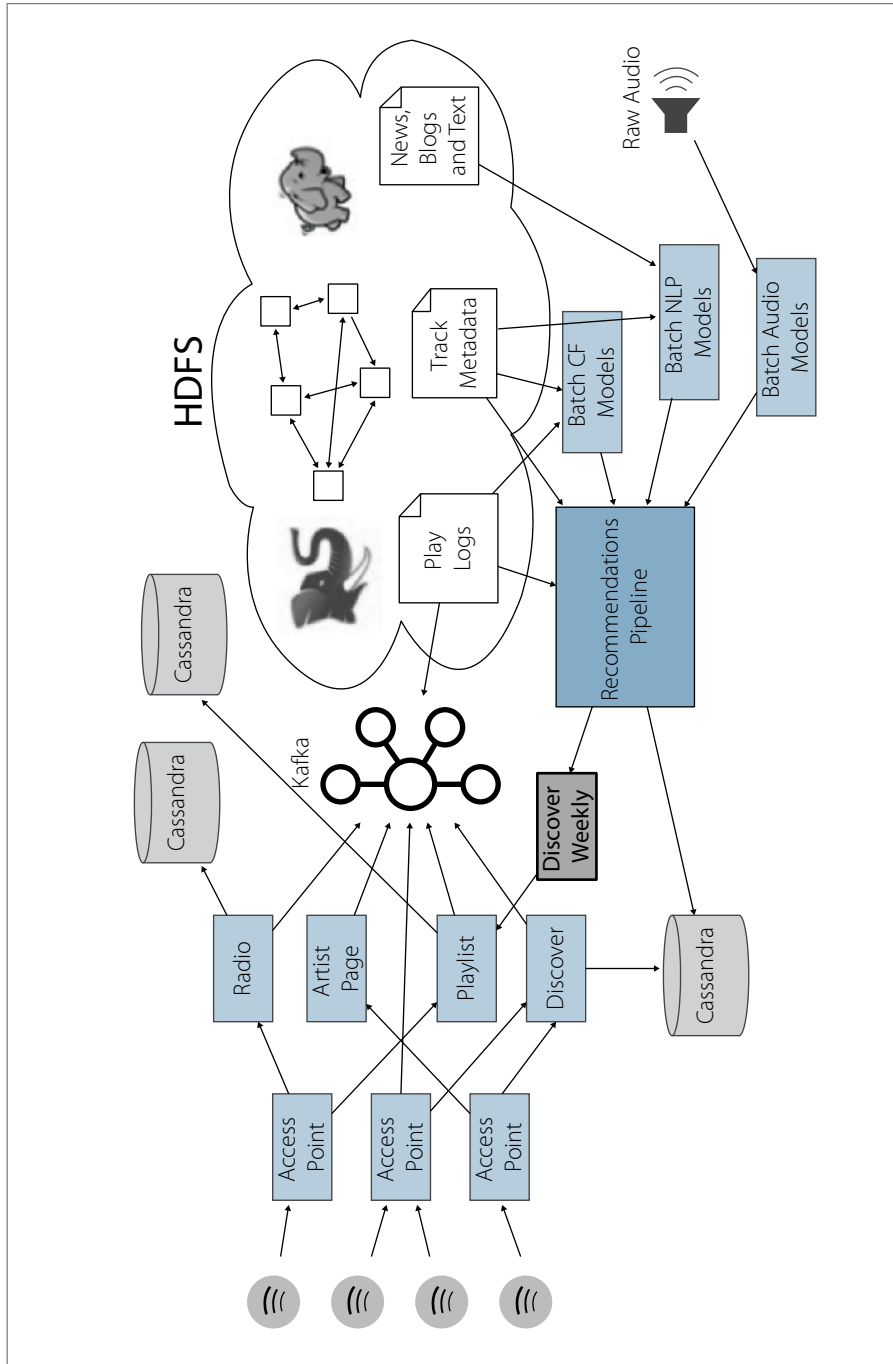 HDFS
Cassandra
Cassandra
Kafka
News,
Blogs
and Text
Track
Metadata
Play
Logs
Raw Audio
Access
Point
Access
Point
Access
Point
Radio
Artist
Page
Playlist
Discover
Discover
Weekly
Cassandra
Recommendations
Pipeline
Batch CF
Models
Batch NLP
Models
Batch Audio
Models